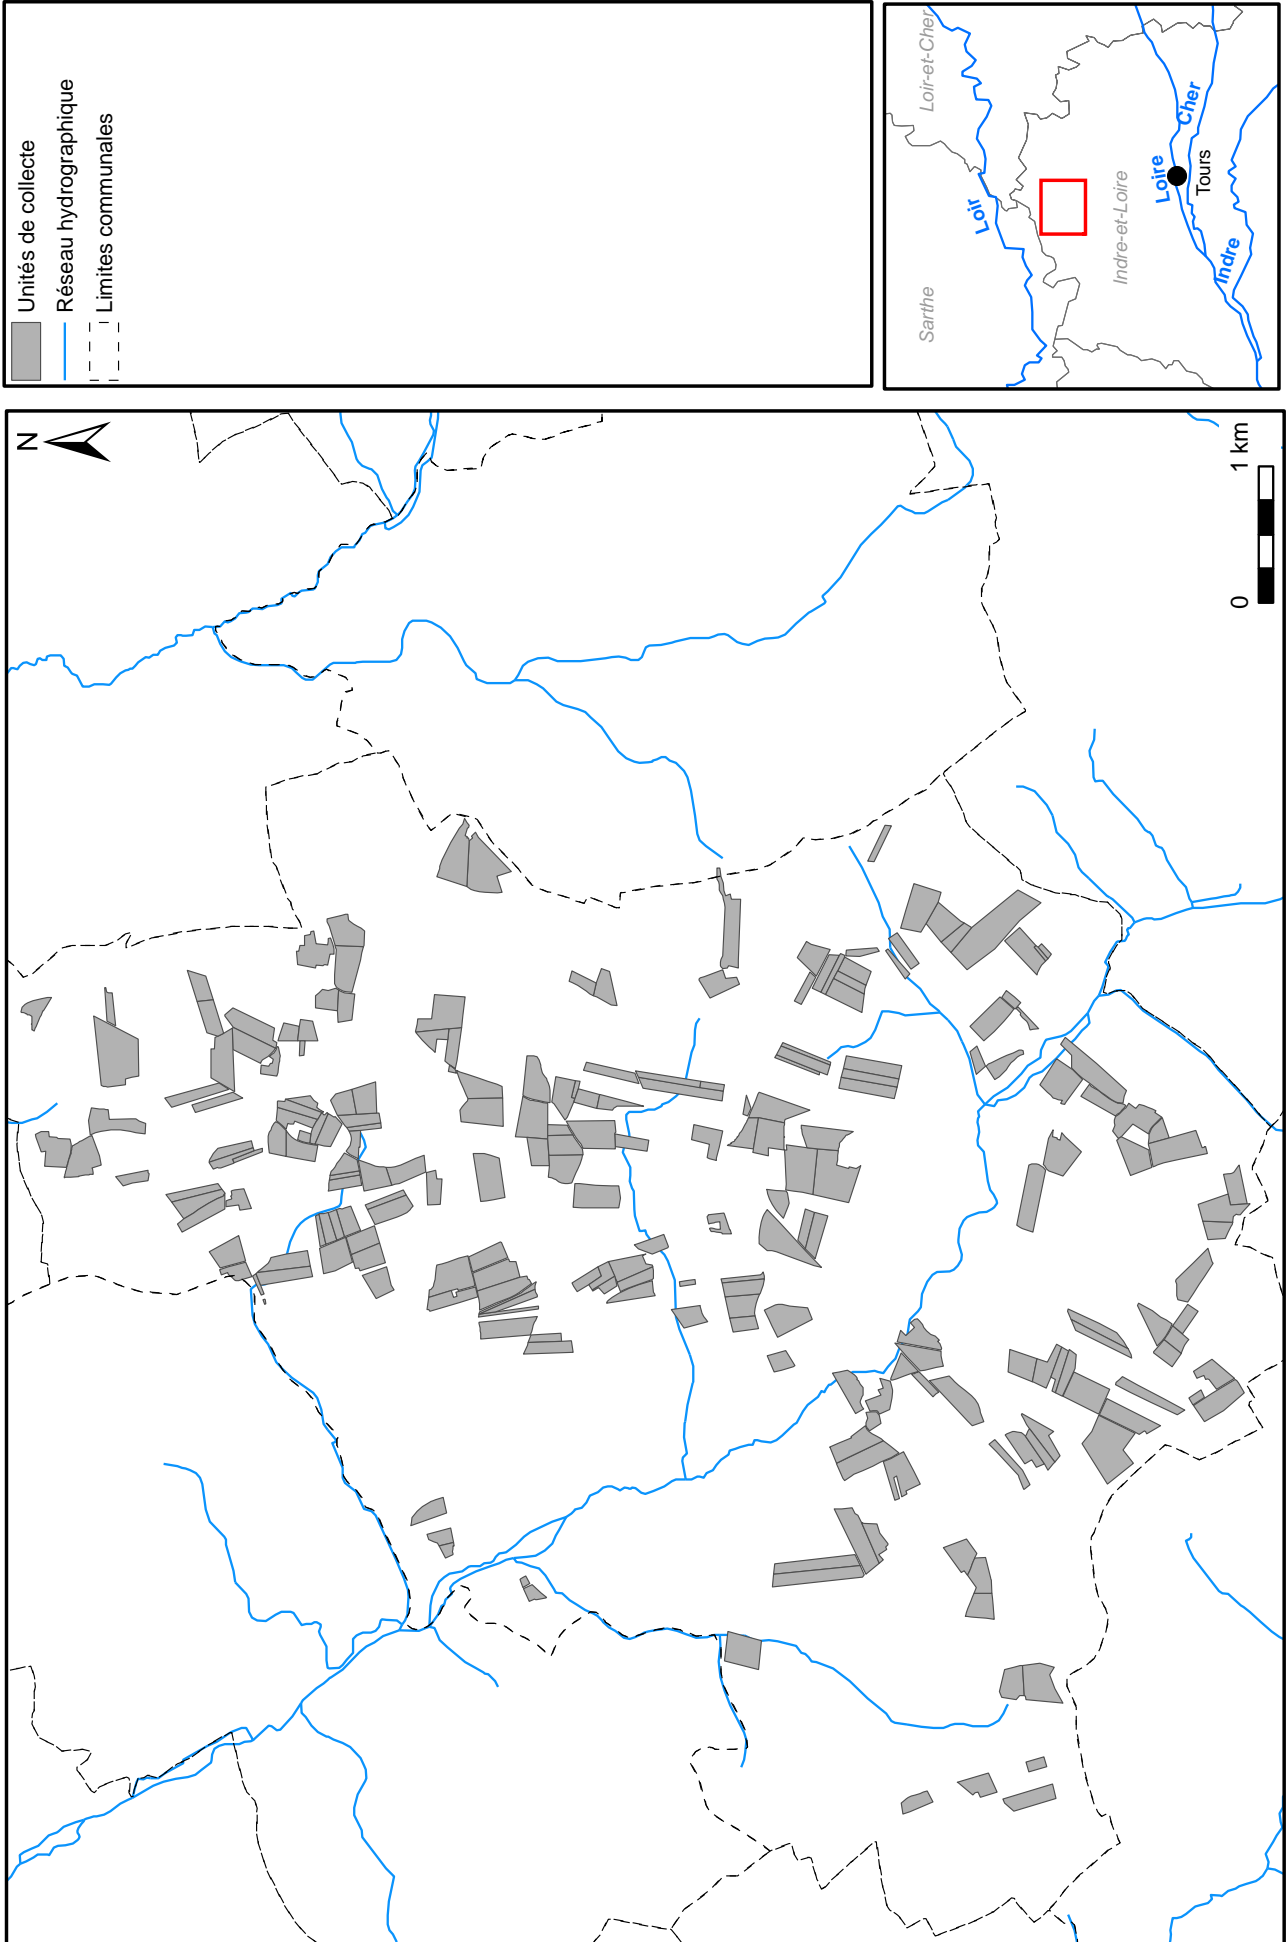 Unités de collecte
Réseau hydrographique
Limites communales
N
0
1 km
Sarthe
Loir-et-Cher
Loir
Indre-et-Loire
Loire
Cher
Tours
Indre